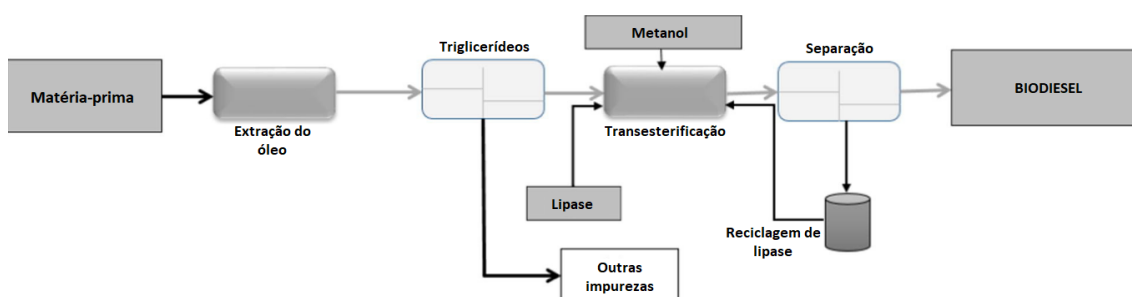 Matéria-prima
Extração do
óleo
Triglicerídeos
Outras
impurezas
Lipase
Metanol
Transesterificação
Separação
Reciclagem de
lipase
BIODIESEL